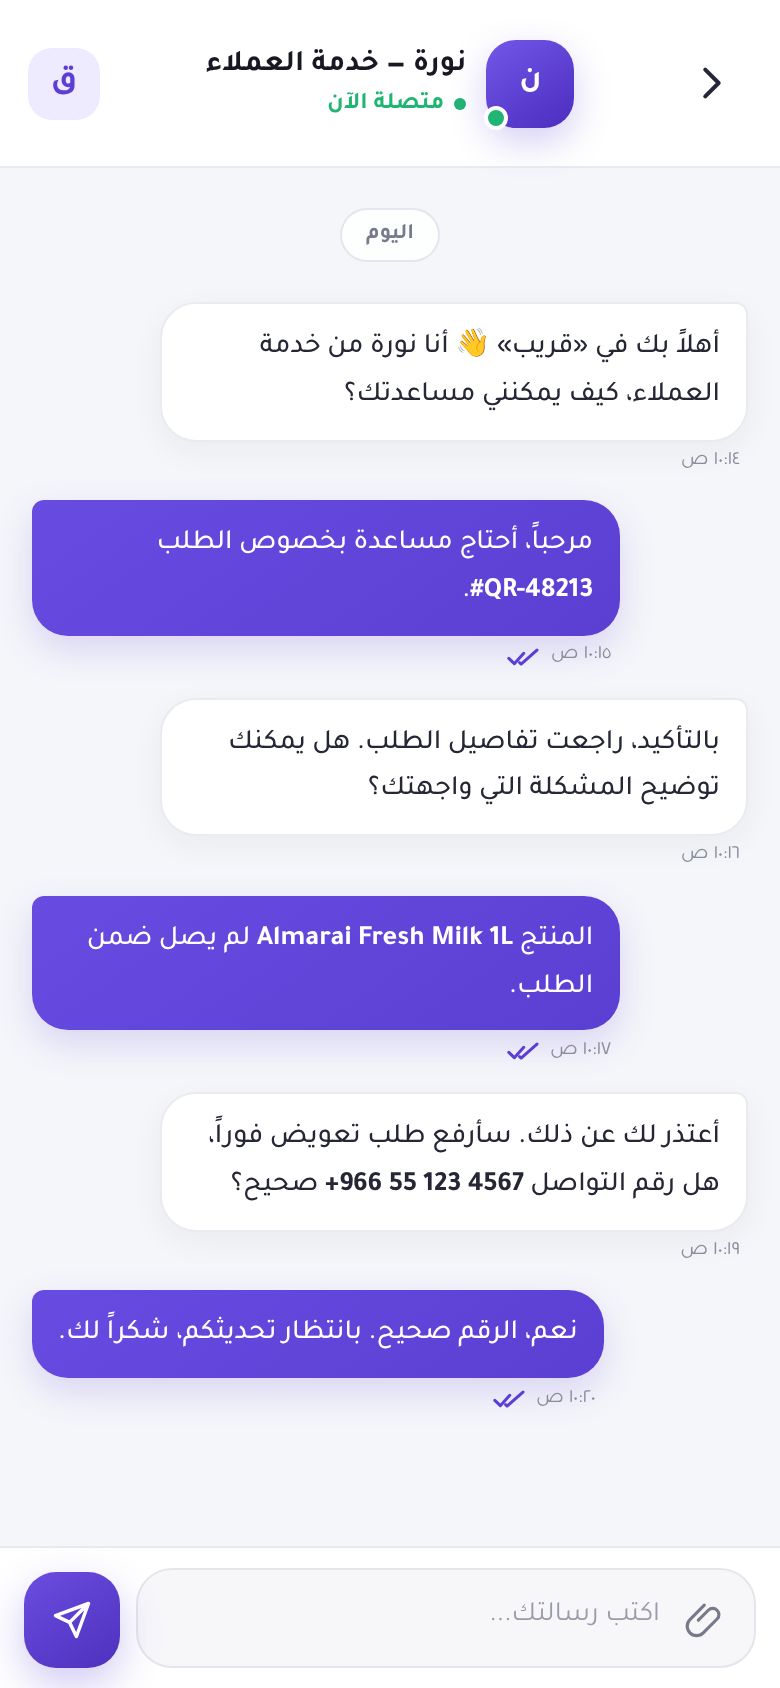 ن
نورة – خدمة العملاء
متصلة الآن
ق
اليوم
أهلاً بك في «قريب» 👋 أنا نورة من خدمة
العملاء، كيف يمكنني مساعدتك؟
١٠:١٤ ص
مرحباً، أحتاج مساعدة بخصوص الطلب
#QR-48213.
١٠:١٥ ص
بالتأكيد، راجعت تفاصيل الطلب. هل يمكنك
توضيح المشكلة التي واجهتك؟
١٠:١٦ ص
المنتج Almarai Fresh Milk 1L لم يصل ضمن
الطلب.
١٠:١٧ ص
أعتذر لك عن ذلك. سأرفع طلب تعويض فوراً،
هل رقم التواصل +966 55 123 4567 صحيح؟
١٠:١٩ ص
نعم، الرقم صحيح. بانتظار تحديثكم، شكراً لك.
١٠:٢٠ ص
اكتب رسالتك...